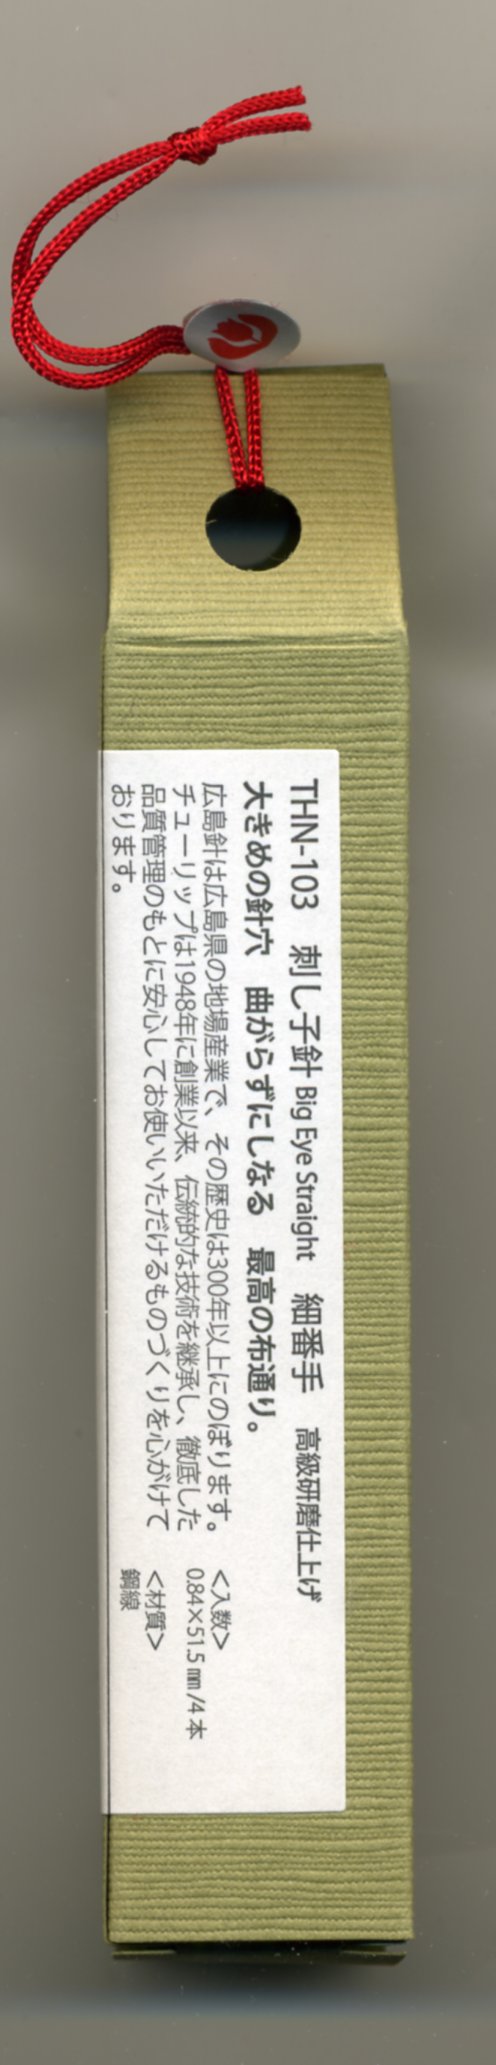 THN-103 刺し子針 Big Eye Straight 細番手 高級研磨仕上げ
大きめの針穴 曲がらずにしなる 最高の布通り。
広島針は広島県の地場産業で、その歴史は300年以上にのぼります。
チューリップは1948年に創業以来、伝統的な技術を継承し、徹底した
品質管理のもとに安心してお使いいただけるものづくりを心がけて
おります。
＜入数＞
0.84×51.5㎜/4本
＜材質＞
鋼線